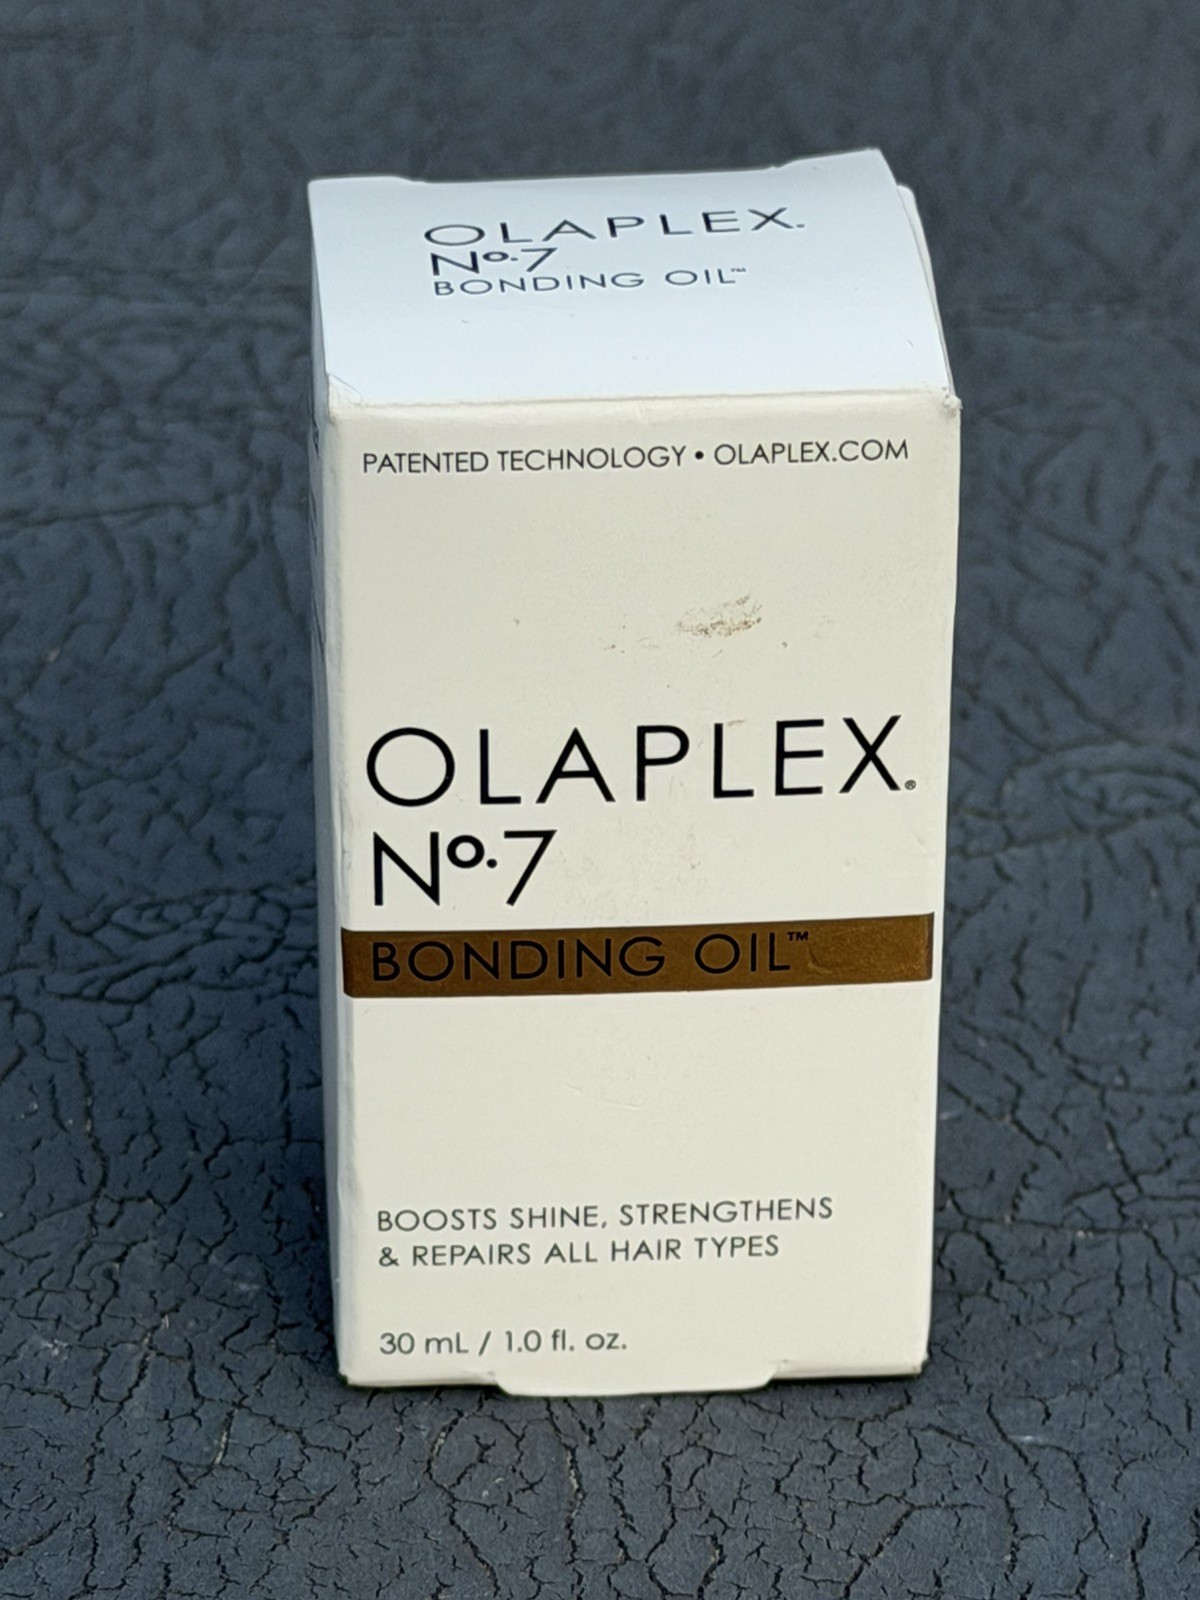 OLAPLEX.
Nº.7
BONDING OIL™
PATENTED TECHNOLOGY • OLAPLEX.COM
OLAPLEX®
Nº.7
BONDING OIL™
BOOSTS SHINE, STRENGTHENS
& REPAIRS ALL HAIR TYPES
30 mL / 1.0 fl. oz.